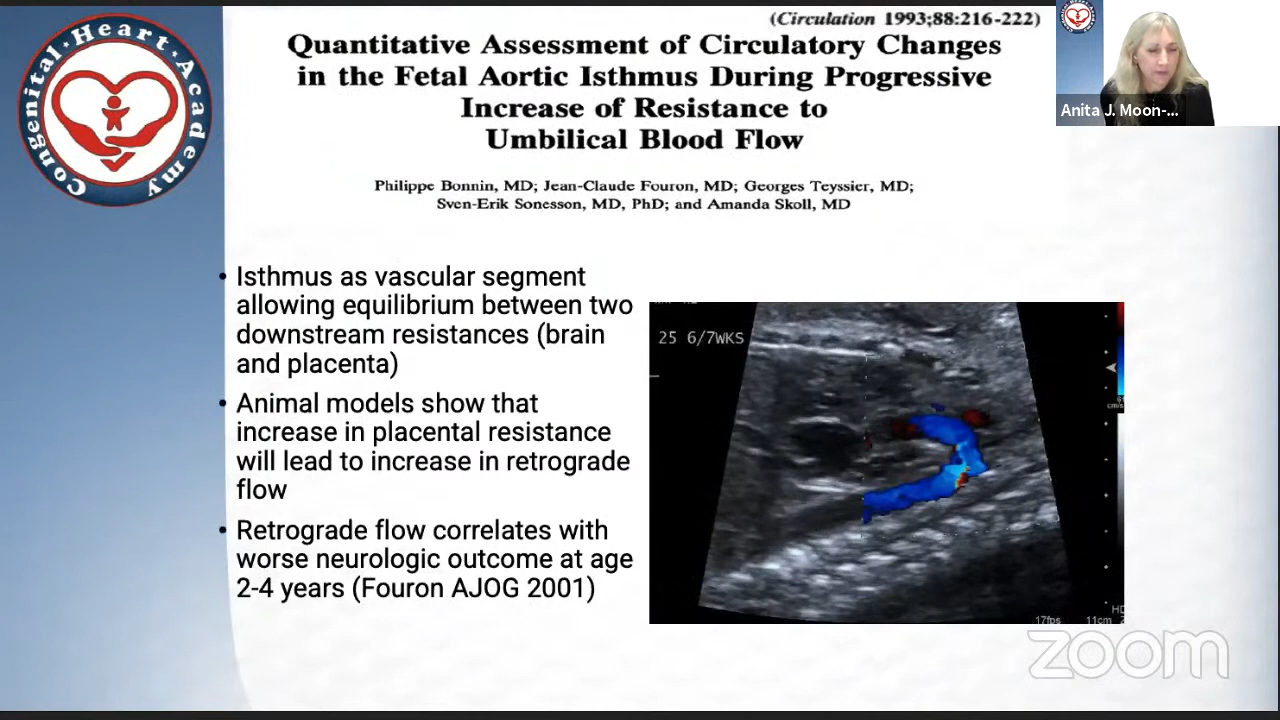 (Circulation 1993;88:216-222)
Quantitative Assessment of Circulatory Changes
in the Fetal Aortic Isthmus During Progressive
Increase of Resistance to
Umbilical Blood Flow
Philippe Bonnin, MD; Jean-Claude Fouron, MD; Georges Teyssier, MD;
Sven-Erik Sonesson, MD, PhD; and Amanda Skoll, MD
Congenital · Heart · Academy
Anita J. Moon-...
• Isthmus as vascular segment
allowing equilibrium between two
downstream resistances (brain
and placenta)
• Animal models show that
increase in placental resistance
will lead to increase in retrograde
flow
• Retrograde flow correlates with
worse neurologic outcome at age
2-4 years (Fouron AJOG 2001)
25 6/7WKS
cm/s
17fps 11cm
zoom